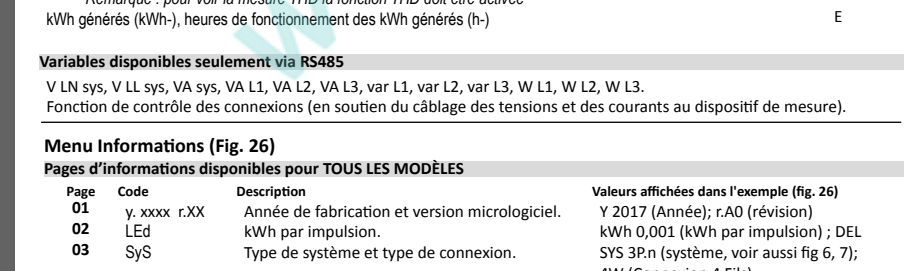 Remarque : pour voir la mesure THD la fonction THD doit être activée
kWh générés (kWh-), heures de fonctionnement des kWh générés (h-) E
Variables disponibles seulement via RS485
V LN sys, V LL sys, VA sys, VA L1, VA L2, VA L3, var L1, var L2, var L3, W L1, W L2, W L3.
Fonction de contrôle des connexions (en soutien du câblage des tensions et des courants au dispositif de mesure).
Menu Informations (Fig. 26)
Pages d'informations disponibles pour TOUS LES MODÈLES
Page Code Description Valeurs affichées dans l'exemple (fig. 26)
01 y. xxxx r.XX Année de fabrication et version micrologiciel. Y 2017 (Année); r.A0 (révision)
02 LEd kWh par impulsion. kWh 0,001 (kWh par impulsion) ; DEL
03 SyS Type de système et type de connexion. SYS 3P.n (système, voir aussi fig 6, 7);
4W (Connexion 4 Fils)